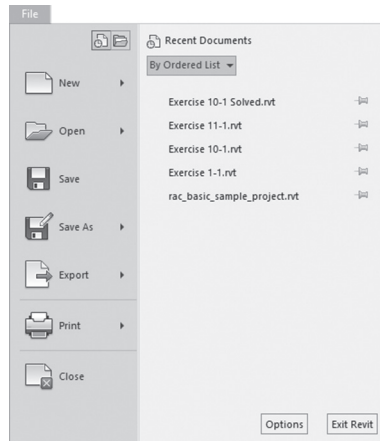 File
Recent Documents
By Ordered List
New
Exercise 10-1 Solved.rvt
Exercise 11-1.rvt
Open
Exercise 10-1.rvt
Exercise 1-1.rvt
Save
rac_basic_sample_project.rvt
Save As
Export
Print
Close
Options
Exit Revit